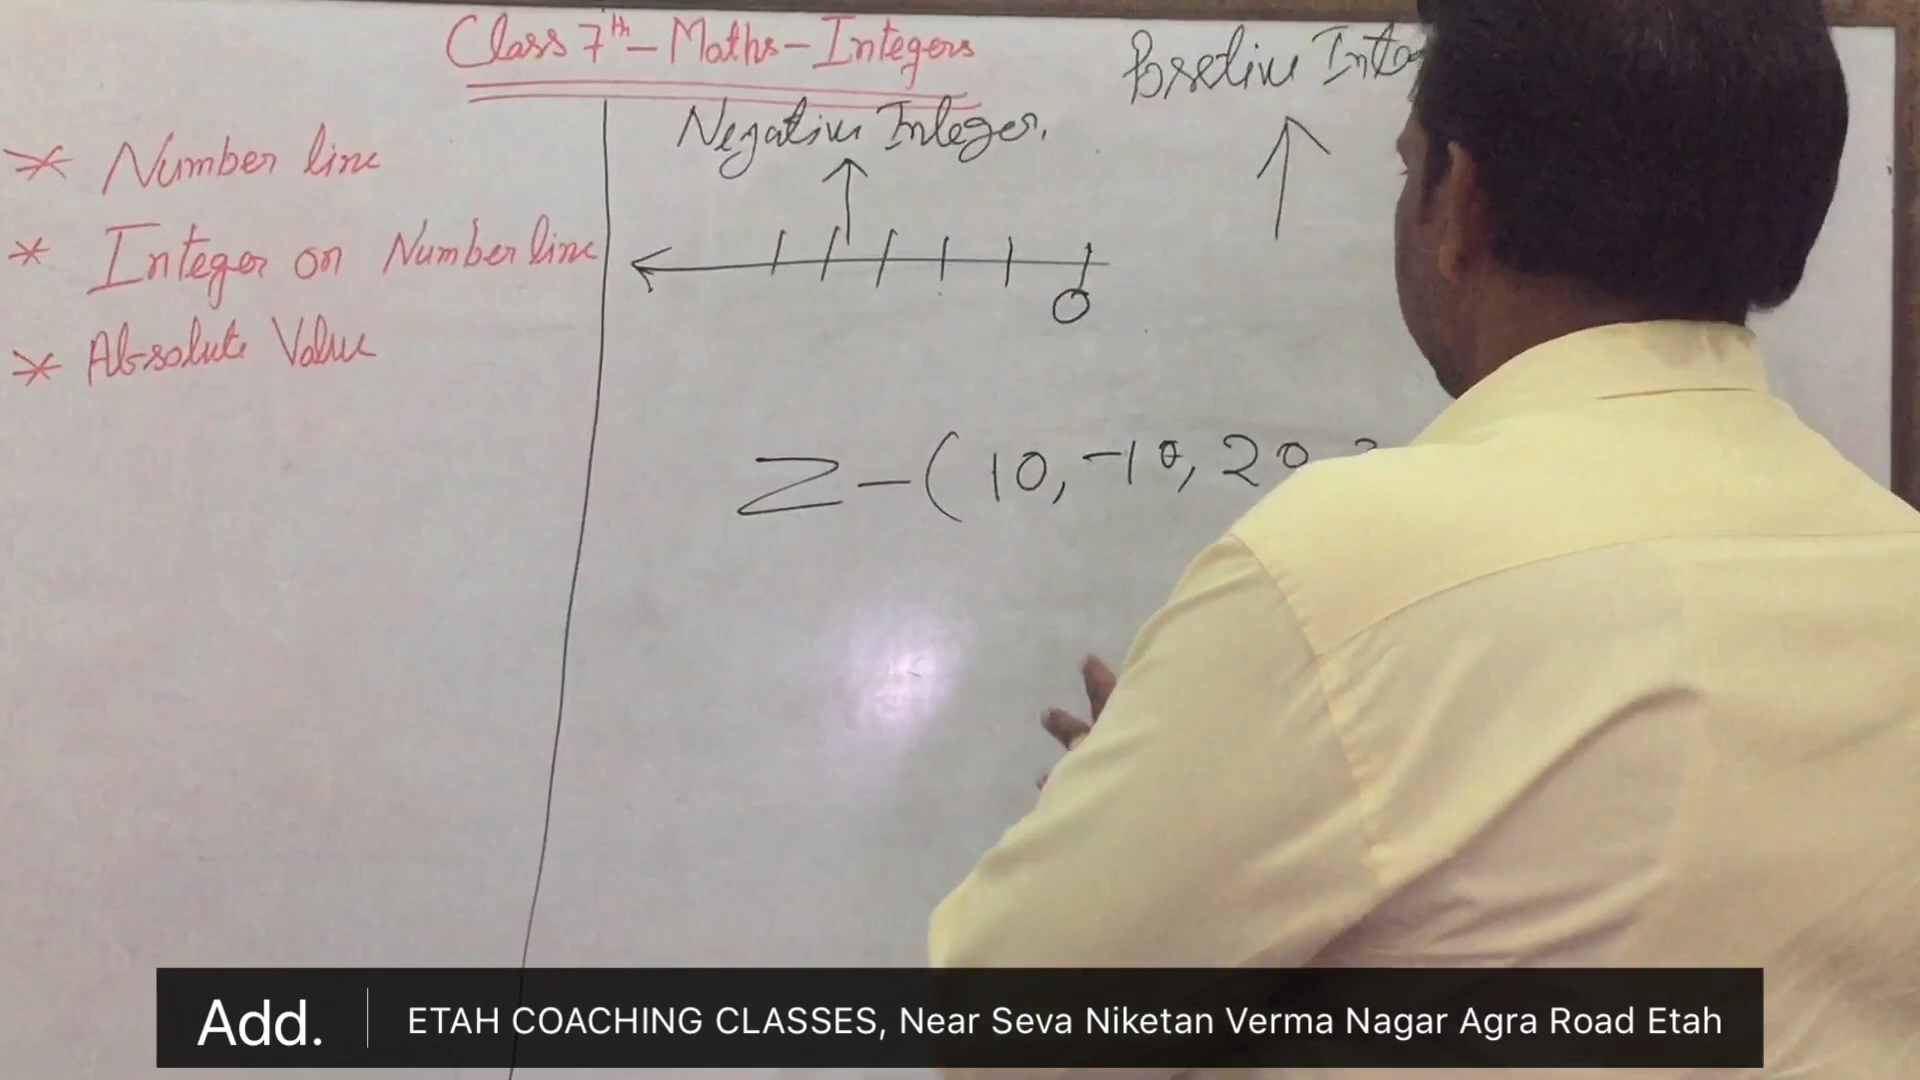 Class 7th - Maths - Integers
* Number line
* Integer on Number line
* Absolute Value
Negative Integer.
Positive
0
Z - ( 10, -10, 20
Add. ETAH COACHING CLASSES, Near Seva Niketan Verma Nagar Agra Road Etah